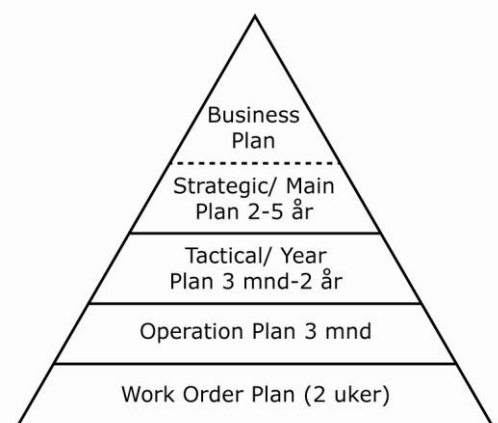 Business
Plan
Strategic/ Main
Plan 2-5 år
Tactical/ Year
Plan 3 mnd-2 år
Operation Plan 3 mnd
Work Order Plan (2 uker)